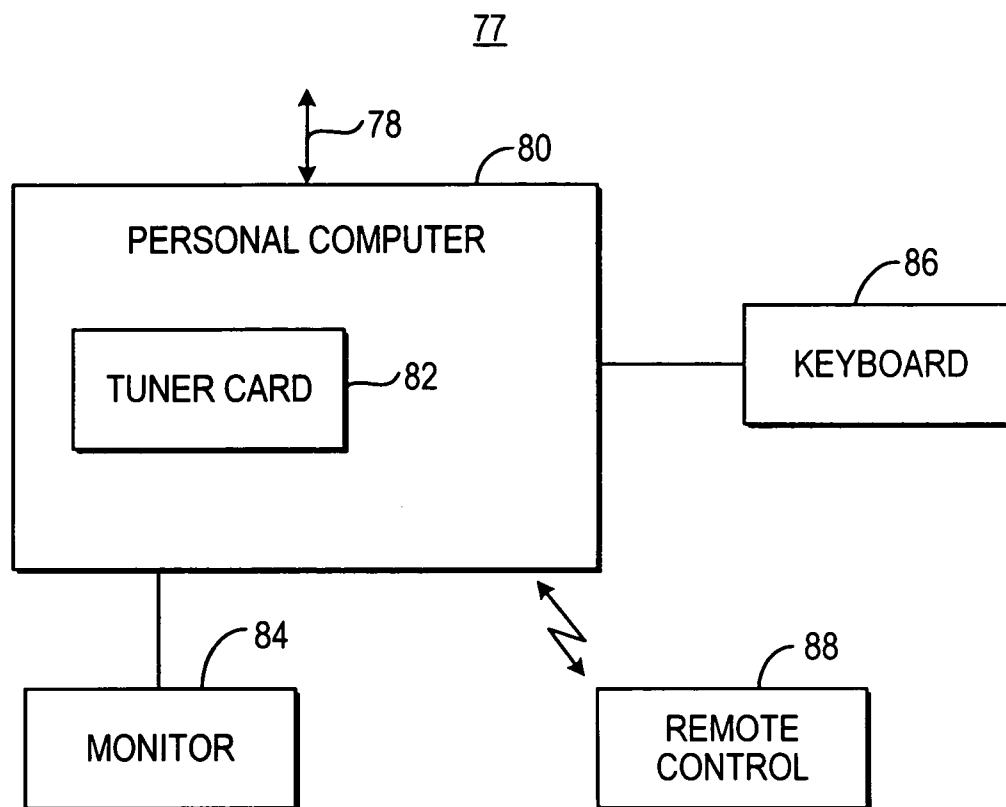 77
78
80
PERSONAL COMPUTER
86
KEYBOARD
TUNER CARD
82
84
MONITOR
88
REMOTE
CONTROL